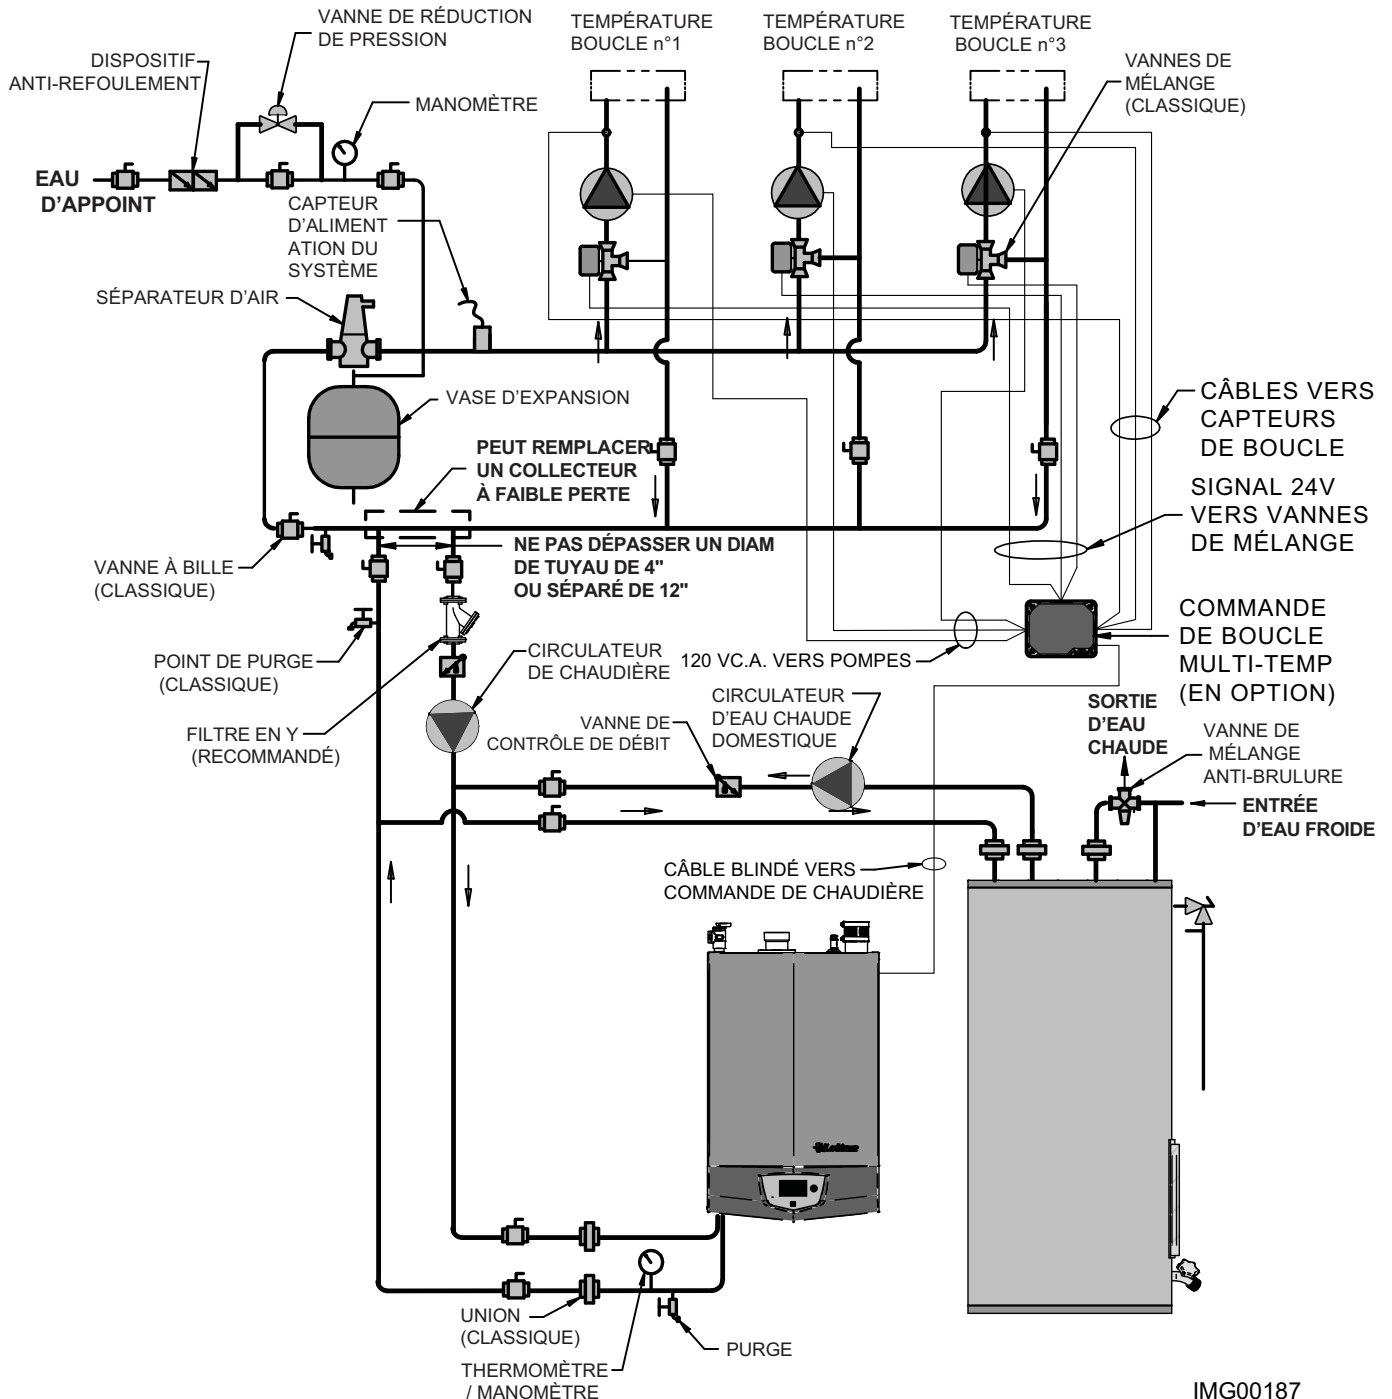 VANNE DE RÉDUCTION
DE PRESSION
DISPOSITIF
ANTI-REFOULEMENT
MANOMÈTRE
TEMPÉRATURE
BOUCLE n°1
TEMPÉRATURE
BOUCLE n°2
TEMPÉRATURE
BOUCLE n°3
VANNES DE
MÉLANGE
(CLASSIQUE)
EAU
D'APPOINT
CAPTEUR
D'ALIMENT
ATION DU
SYSTÈME
SÉPARATEUR D'AIR
VASE D'EXPANSION
CÂBLES VERS
CAPTEURS
DE BOUCLE
PEUT REMPLACER
UN COLLECTEUR
À FAIBLE PERTE
SIGNAL 24V
VERS VANNES
DE MÉLANGE
NE PAS DÉPASSER UN DIAM
DE TUYAU DE 4"
OU SÉPARÉ DE 12"
VANNE À BILLE
(CLASSIQUE)
COMMANDE
DE BOUCLE
MULTI-TEMP
(EN OPTION)
POINT DE PURGE
(CLASSIQUE)
CIRCULATEUR
DE CHAUDIÈRE
120 VC.A. VERS POMPES
CIRCULATEUR
D'EAU CHAUDE
DOMESTIQUE
SORTIE
D'EAU
CHAUDE
FILTRE EN Y
(RECOMMANDÉ)
VANNE DE
CONTRÔLE DE DÉBIT
VANNE DE
MÉLANGE
ANTI-BRULURE
ENTRÉE
D'EAU FROIDE
CÂBLE BLINDÉ VERS
COMMANDE DE CHAUDIÈRE
UNION
(CLASSIQUE)
PURGE
THERMOMÈTRE
/ MANOMÈTRE
IMG00187